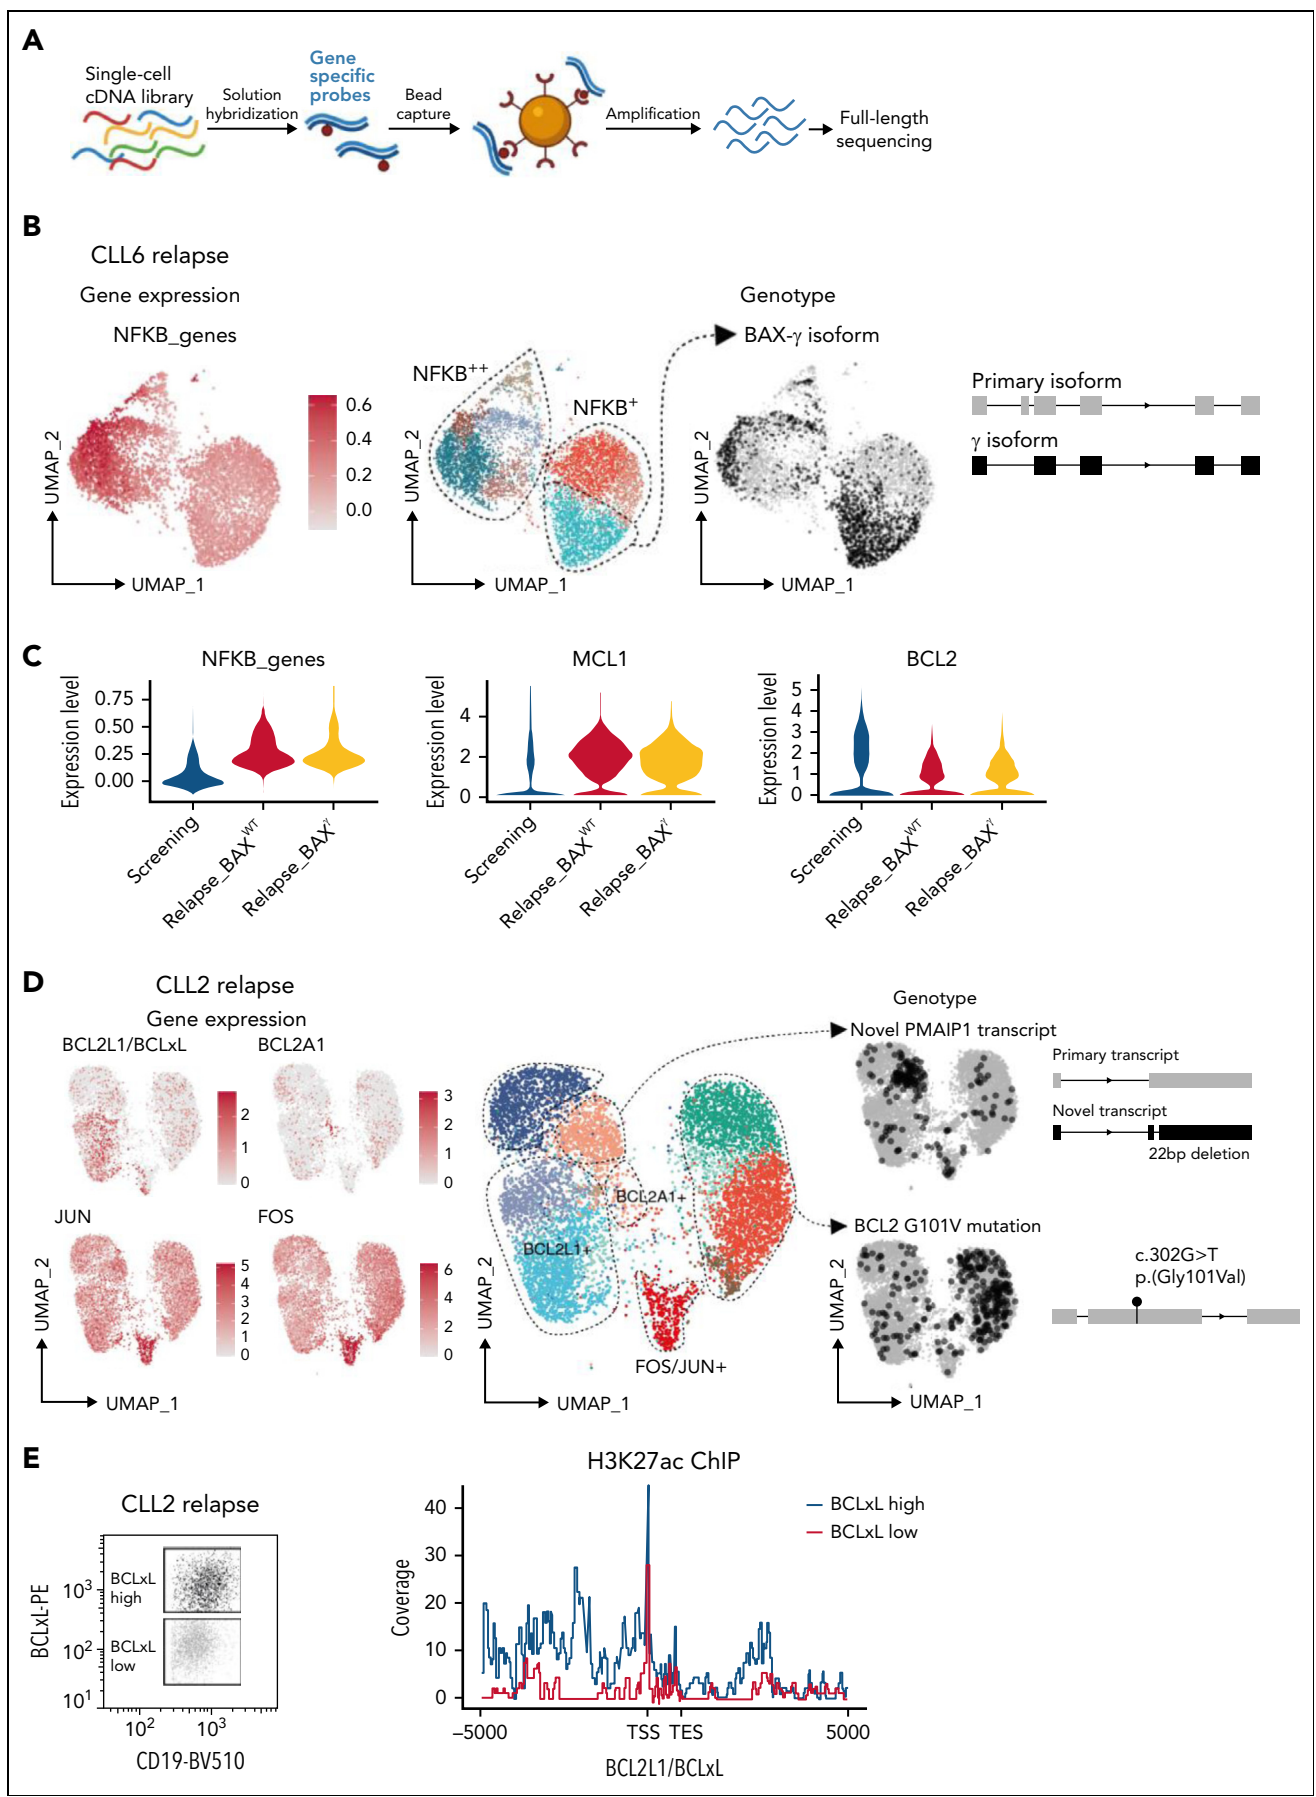 A
Single-cell
cDNA library
Solution
hybridization
Gene
specific
probes
Bead
capture
Amplification
Full-length
sequencing
B
CLL6 relapse
Gene expression
NFKB_genes
0.6
0.4
0.2
0.0
UMAP_2
UMAP_1
NFKB++
NFKB+
UMAP_2
UMAP_1
Genotype
BAX-γ isoform
UMAP_2
UMAP_1
Primary isoform
γ isoform
C
NFKB_genes
Expression level
0.75
0.50
0.25
0.00
Screening
Relapse_BAXWT
Relapse_BAXγ
MCL1
Expression level
4
2
0
Screening
Relapse_BAXWT
Relapse_BAXγ
BCL2
Expression level
5
4
3
2
1
0
Screening
Relapse_BAXWT
Relapse_BAXγ
D
CLL2 relapse
Gene expression
BCL2L1/BCLxL
2
1
0
BCL2A1
3
2
1
0
JUN
5
4
3
2
1
0
FOS
6
4
2
0
UMAP_2
UMAP_1
BCL2A1+
BCL2L1+
FOS/JUN+
UMAP_2
UMAP_1
Genotype
Novel PMAIP1 transcript
Primary transcript
Novel transcript
22bp deletion
BCL2 G101V mutation
c.302G>T
p.(Gly101Val)
UMAP_2
UMAP_1
E
CLL2 relapse
BCLxL-PE
10³
10²
10¹
BCLxL
high
BCLxL
low
10²
10³
CD19-BV510
H3K27ac ChIP
Coverage
40
30
20
10
0
BCLxL high
BCLxL low
−5000
TSS
TES
5000
BCL2L1/BCLxL